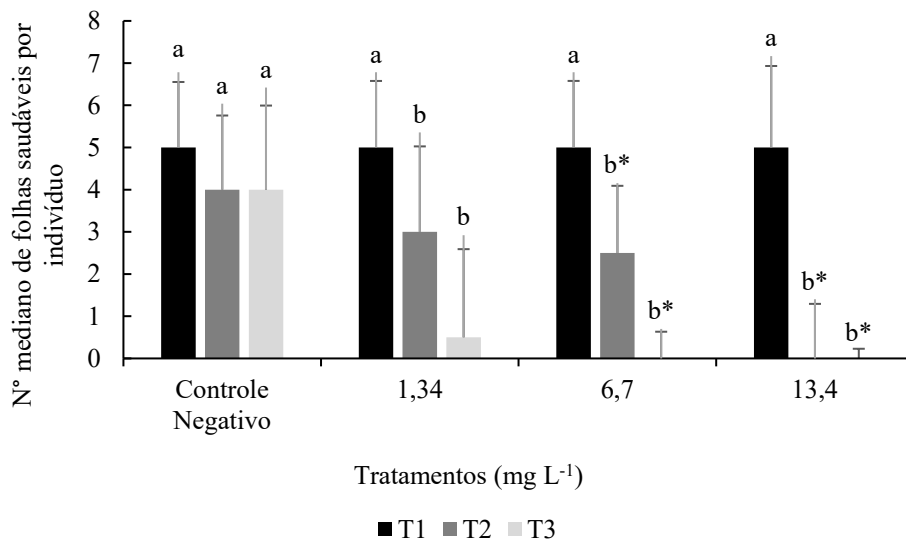 N° mediano de folhas saudáveis por
indivíduo
8
7
6
5
4
3
2
1
0
a a a a b b a b* b* a b* b*
Controle
Negativo
1,34 6,7 13,4
Tratamentos (mg L⁻¹)
T1 T2 T3